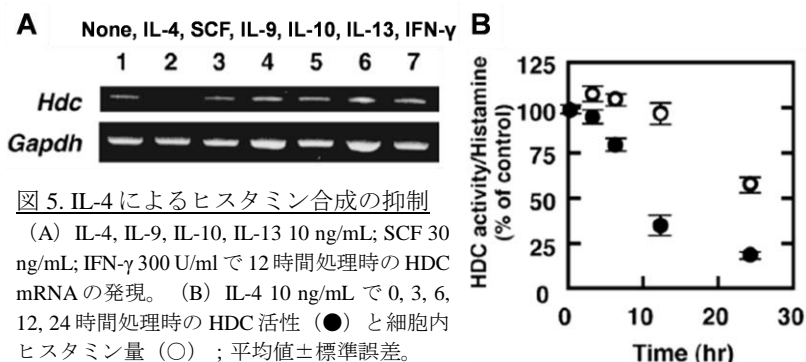 A
None, IL-4, SCF, IL-9, IL-10, IL-13, IFN-γ
1 2 3 4 5 6 7
Hdc
Gapdh
図 5. IL-4 によるヒスタミン合成の抑制
（A）IL-4, IL-9, IL-10, IL-13 10 ng/mL; SCF 30
ng/mL; IFN-γ 300 U/ml で 12 時間処理時の HDC
mRNA の発現。（B）IL-4 10 ng/mL で 0, 3, 6,
12, 24 時間処理時の HDC 活性（●）と細胞内
ヒスタミン量（○）；平均値±標準誤差。
B
HDC activity/Histamine
(% of control)
125
100
75
50
25
0
0 10 20 30
Time (hr)